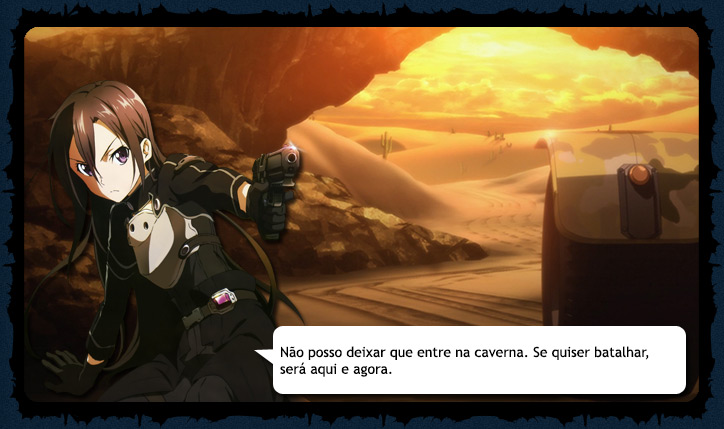 Não posso deixar que entre na caverna. Se quiser batalhar,
será aqui e agora.